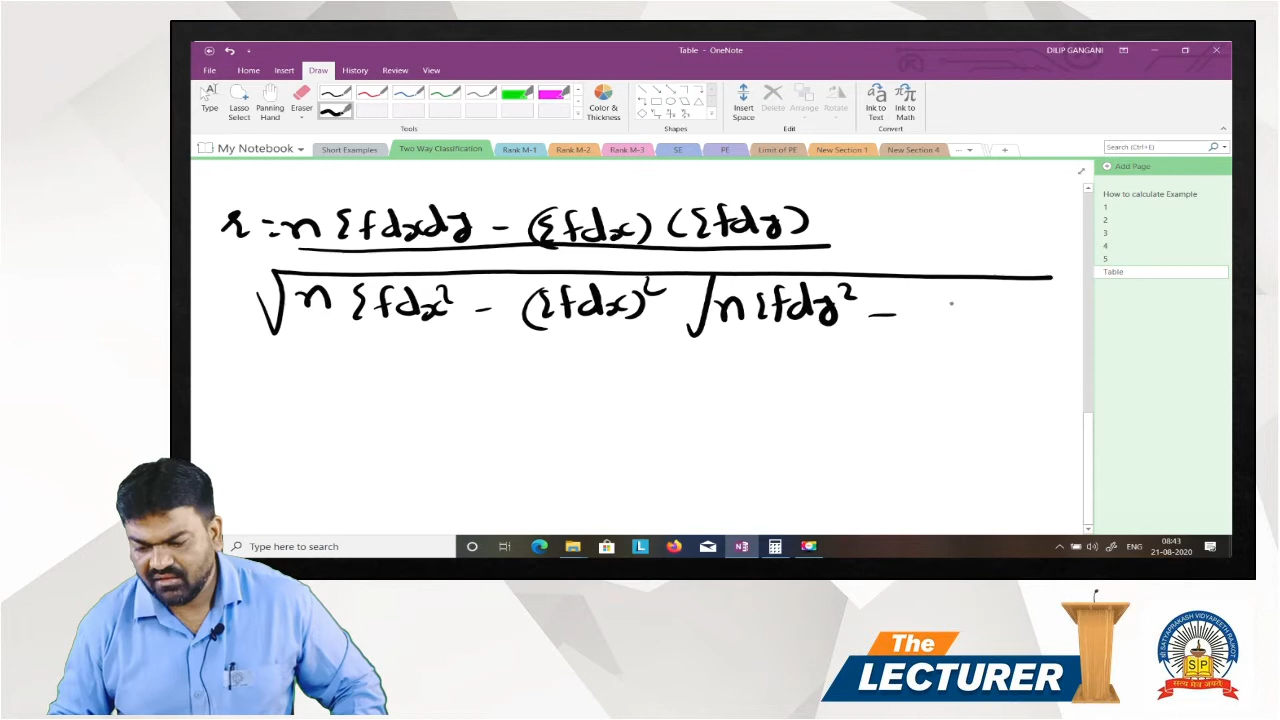 Table - OneNote
DILIP GANGANI
File Home Insert Draw History Review View
Type
Lasso Select
Panning Hand
Eraser
Color & Thickness
Insert Space
Delete
Arrange
Rotate
Ink to Text
Ink to Math
Tools
Shapes
Edit
Convert
My Notebook
Short Examples
Two Way Classification
Rank M-1
Rank M-2
Rank M-3
SE
PE
Limit of PE
New Section 1
New Section 4
Search (Ctrl+E)
Add Page
How to calculate Example
1
2
3
4
5
Table
r = n Σfdxdy - (Σfdx) (Σfdy)
√n Σfdx² - (Σfdx)² √n Σfdy² -
Type here to search
ENG
08:43
21-08-2020
The
LECTURER
SP